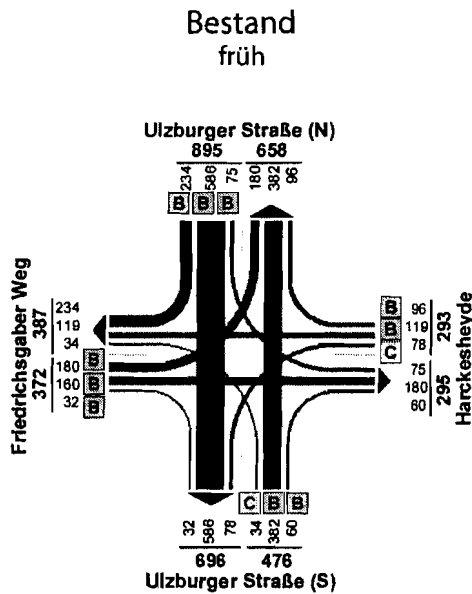 Bestand
früh
Ulzburger Straße (N)
895 658
234 586 75 180 382 96
B B B
Friedrichsgaber Weg
387
234
119
34
372
B 180
B 160
B 32
B 96
B 119
C 78
293
75
160
60
295
Harckesheyde
C B B
32 586 78 34 382 60
696 476
Ulzburger Straße (S)